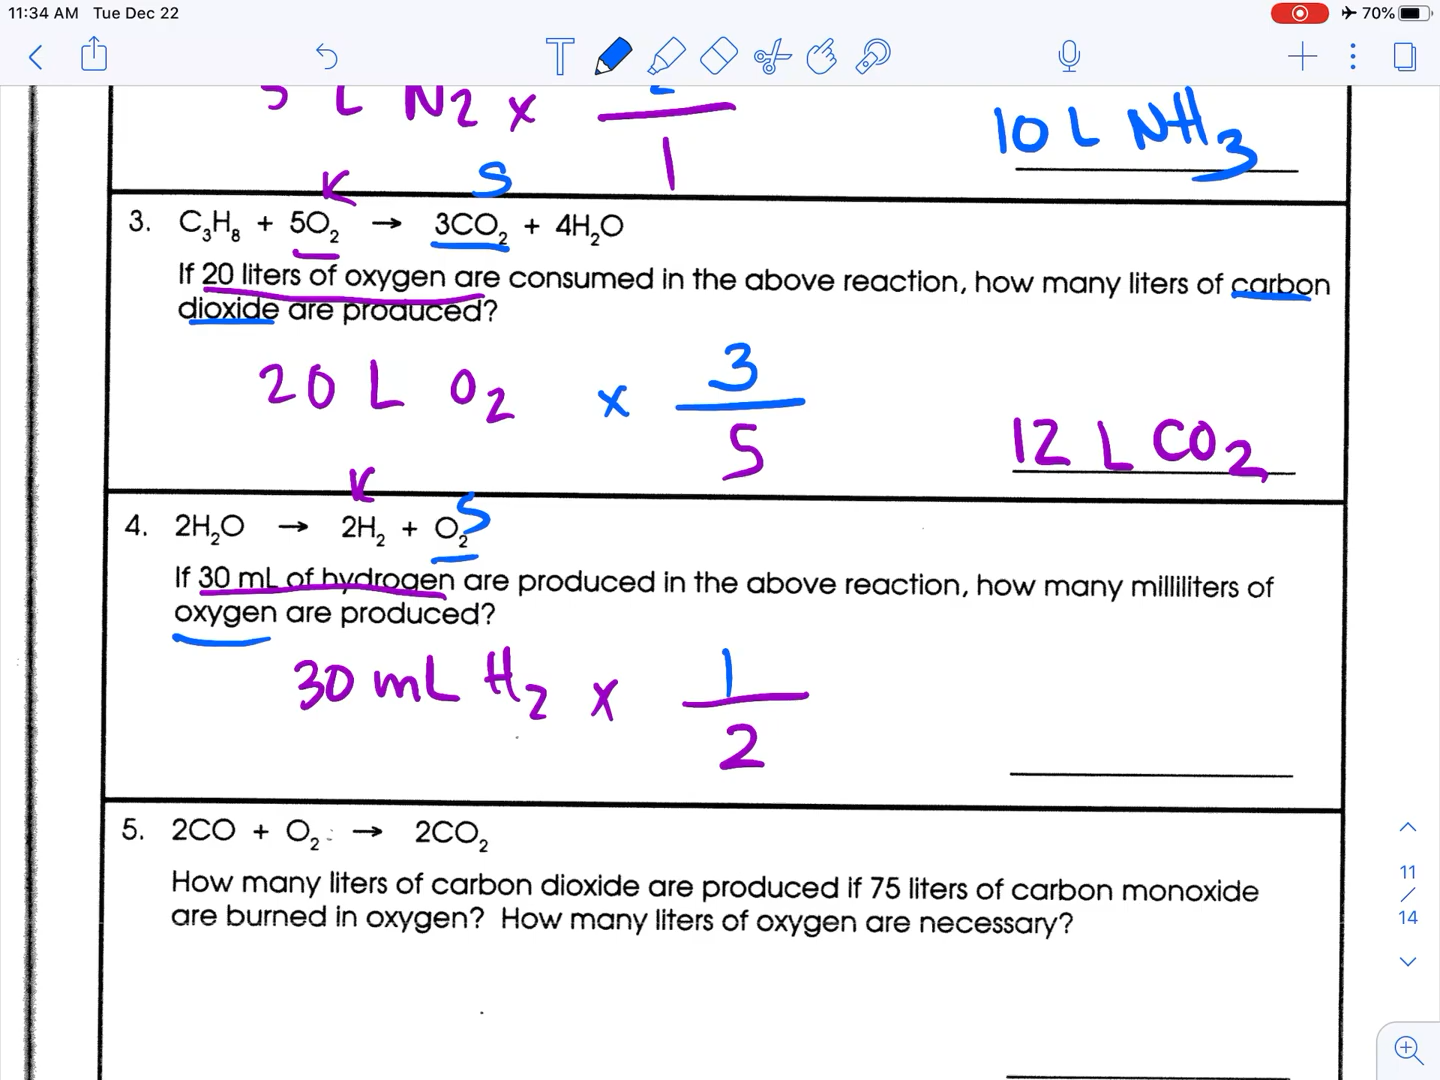 11:34 AM Tue Dec 22
70%
T
L N2 x
1
10 L NH3
K
S
3. C3H8 + 5O2 → 3CO2 + 4H2O
If 20 liters of oxygen are consumed in the above reaction, how many liters of carbon
dioxide are produced?
20 L O2 x 3
5
12 L CO2
K
S
4. 2H2O → 2H2 + O2
If 30 mL of hydrogen are produced in the above reaction, how many milliliters of
oxygen are produced?
30 mL H2 x 1
2
5. 2CO + O2 → 2CO2
How many liters of carbon dioxide are produced if 75 liters of carbon monoxide
are burned in oxygen? How many liters of oxygen are necessary?
11
/
14